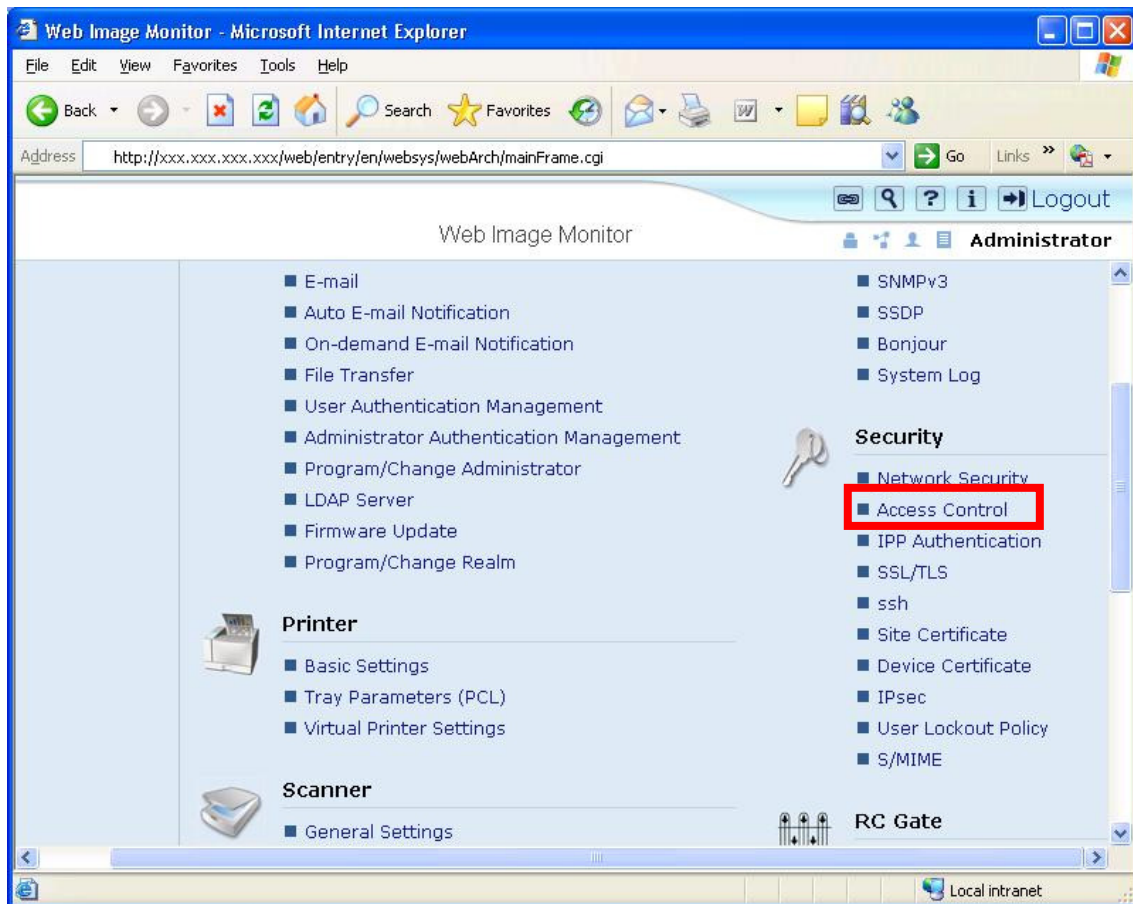 Web Image Monitor - Microsoft Internet Explorer
File Edit View Favorites Tools Help
Back Search Favorites
Address http://xxx.xxx.xxx.xxx/web/entry/en/websys/webArch/mainFrame.cgi Go Links »
? i Logout
Web Image Monitor
Administrator
E-mail
Auto E-mail Notification
On-demand E-mail Notification
File Transfer
User Authentication Management
Administrator Authentication Management
Program/Change Administrator
LDAP Server
Firmware Update
Program/Change Realm
Printer
Basic Settings
Tray Parameters (PCL)
Virtual Printer Settings
Scanner
General Settings
SNMPv3
SSDP
Bonjour
System Log
Security
Network Security
Access Control
IPP Authentication
SSL/TLS
ssh
Site Certificate
Device Certificate
IPsec
User Lockout Policy
S/MIME
RC Gate
Local intranet